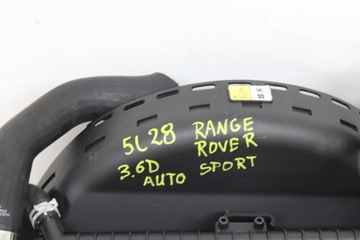 5L28 RANGE
ROVER
3.6D
AUTO SPORT